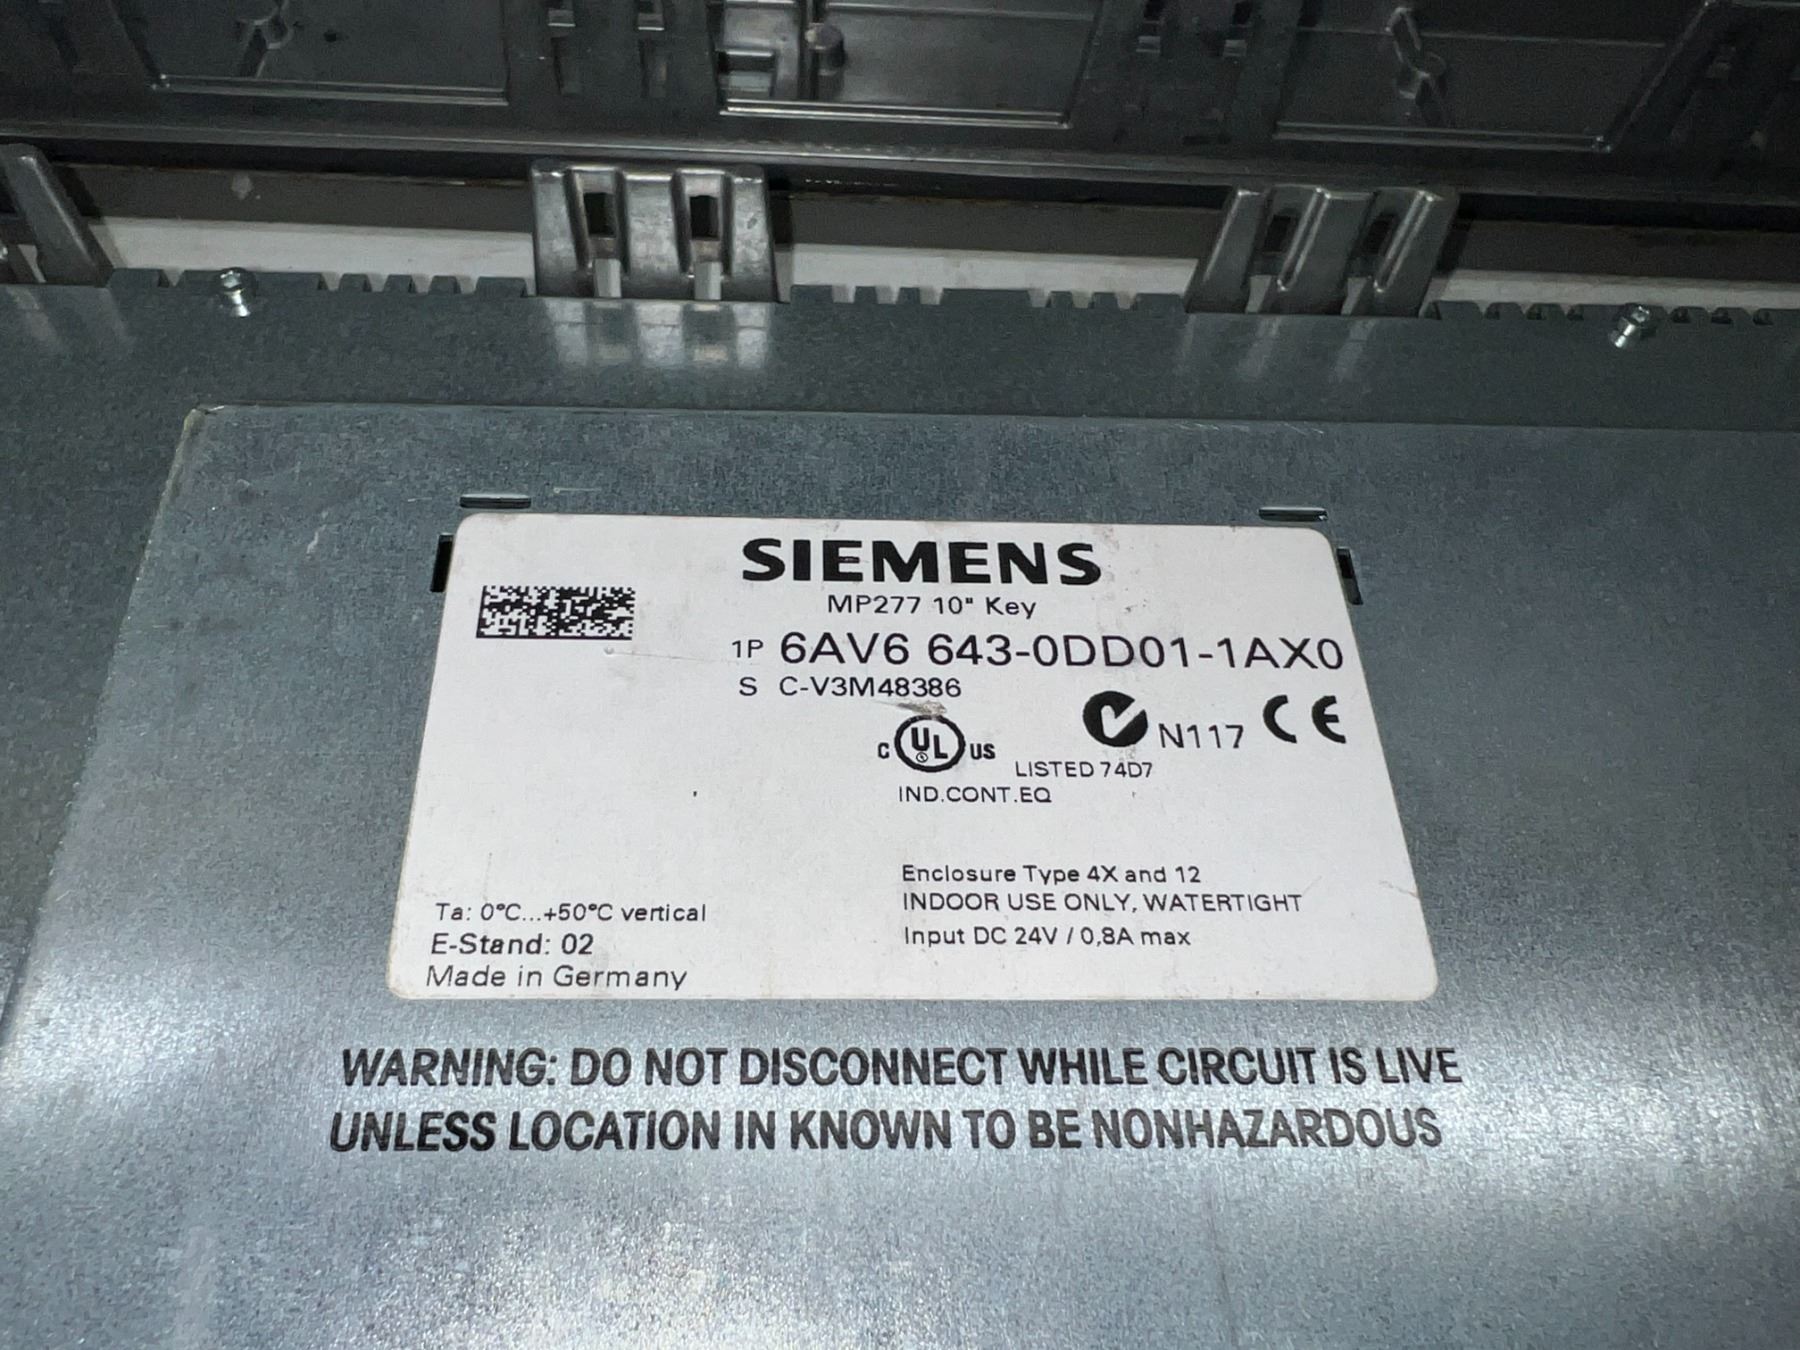 SIEMENS
MP277 10" Key
1P 6AV6 643-0DD01-1AX0
S C-V3M48386
N117 CE
C UL US
LISTED 74D7
IND.CONT.EQ
Enclosure Type 4X and 12
INDOOR USE ONLY, WATERTIGHT
Input DC 24V / 0,8A max
Ta: 0°C...+50°C vertical
E-Stand: 02
Made in Germany
WARNING: DO NOT DISCONNECT WHILE CIRCUIT IS LIVE
UNLESS LOCATION IN KNOWN TO BE NONHAZARDOUS